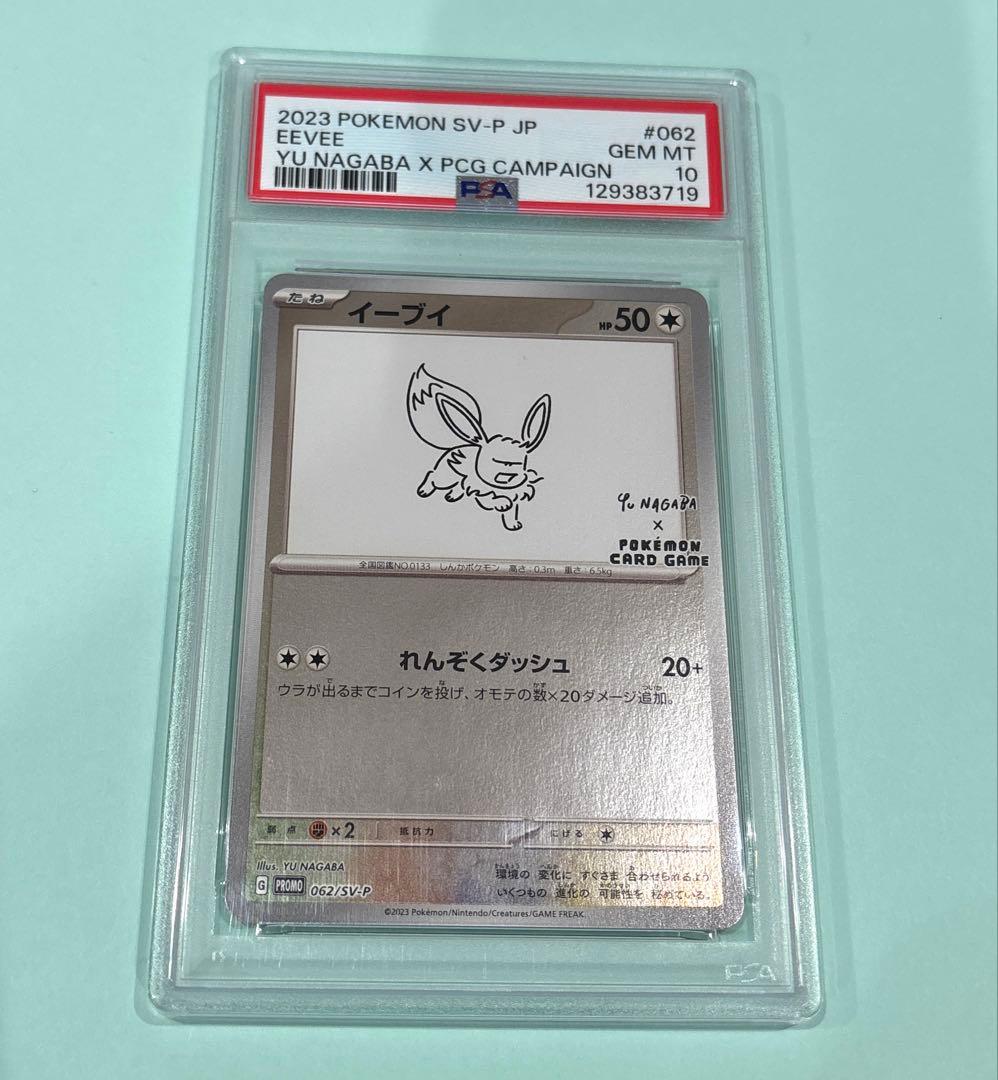 2023 POKEMON SV-P JP #062
EEVEE GEM MT
YU NAGABA X PCG CAMPAIGN 10
PSA 129383719
たね イーブイ HP 50
Yu NAGABA
X
POKÉMON
CARD GAME
全国図鑑NO.0133 しんかポケモン 高さ:0.3m 重さ:6.5kg
れんぞくダッシュ 20+
ウラが出るまでコインを投げ、オモテの数×20ダメージ追加。
弱点 ×2 抵抗力 にげる
Illus. YU NAGABA
環境の変化に すぐさま 合わせられるよう
いくつもの 進化の 可能性を 秘めている。
G PROMO 062/SV-P
©2023 Pokémon/Nintendo/Creatures/GAME FREAK.
PSA